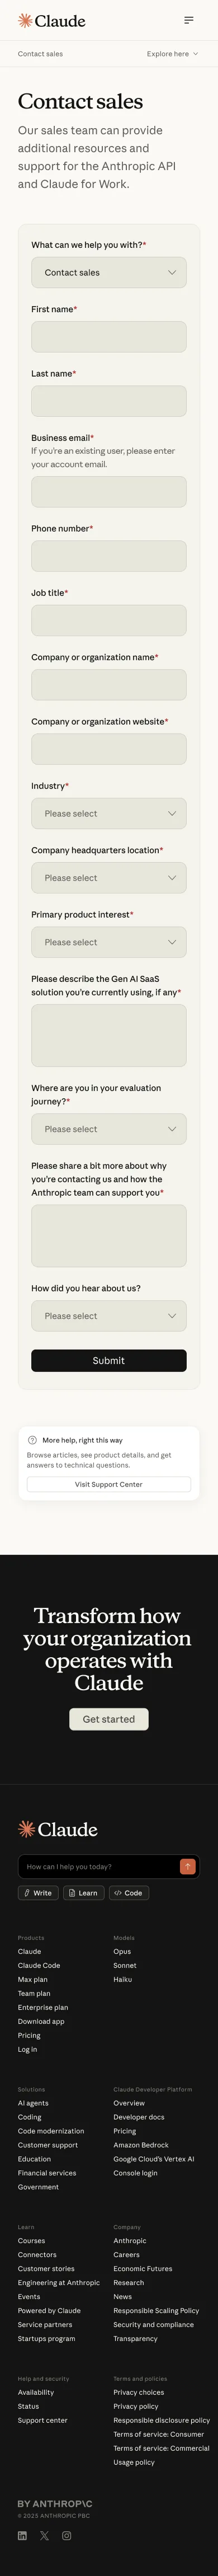 Claude
Contact sales
Explore here
Contact sales
Our sales team can provide
additional resources and
support for the Anthropic API
and Claude for Work.
What can we help you with?*
Contact sales
First name*
Last name*
Business email*
If you're an existing user, please enter
your account email.
Phone number*
Job title*
Company or organization name*
Company or organization website*
Industry*
Please select
Company headquarters location*
Please select
Primary product interest*
Please select
Please describe the Gen AI SaaS
solution you're currently using, if any*
Where are you in your evaluation
journey?*
Please select
Please share a bit more about why
you're contacting us and how the
Anthropic team can support you*
How did you hear about us?
Please select
Submit
More help, right this way
Browse articles, see product details, and get
answers to technical questions.
Visit Support Center
Transform how
your organization
operates with
Claude
Get started
Claude
How can I help you today?
Write
Learn
Code
Products
Claude
Claude Code
Max plan
Team plan
Enterprise plan
Download app
Pricing
Log in
Models
Opus
Sonnet
Haiku
Solutions
AI agents
Coding
Code modernization
Customer support
Education
Financial services
Government
Claude Developer Platform
Overview
Developer docs
Pricing
Amazon Bedrock
Google Cloud's Vertex AI
Console login
Learn
Courses
Connectors
Customer stories
Engineering at Anthropic
Events
Powered by Claude
Service partners
Startups program
Company
Anthropic
Careers
Economic Futures
Research
News
Responsible Scaling Policy
Security and compliance
Transparency
Help and security
Availability
Status
Support center
Terms and policies
Privacy choices
Privacy policy
Responsible disclosure policy
Terms of service: Consumer
Terms of service: Commercial
Usage policy
BY ANTHROP\C
© 2025 ANTHROPIC PBC